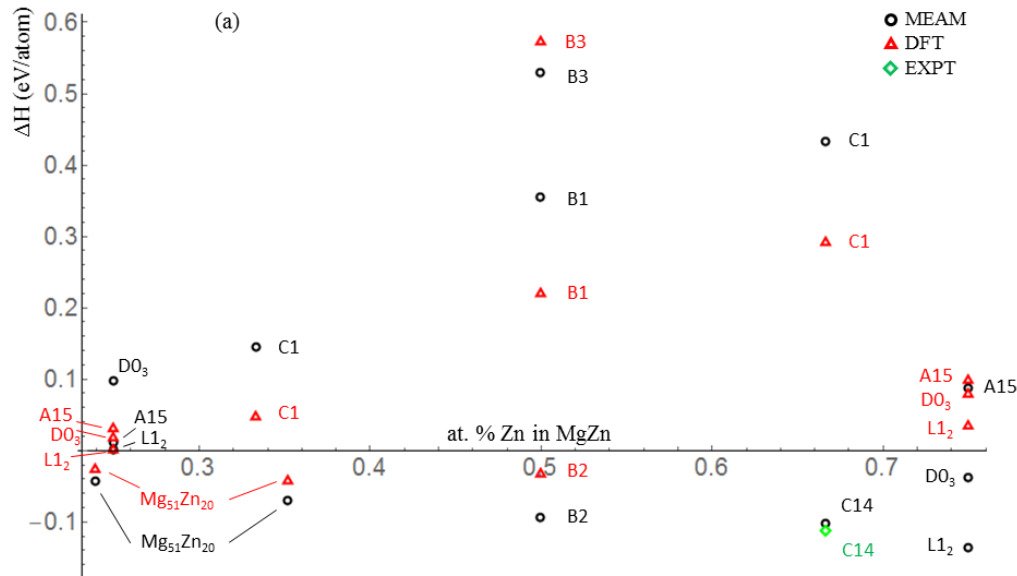 (a)
MEAM
DFT
EXPT
ΔH (eV/atom)
0.6
0.5
0.4
0.3
0.2
0.1
−0.1
B3
B3
C1
B1
C1
B1
C1
D0₃
C1
A15
A15
A15
D0₃
D0₃
L1₂
L1₂
L1₂
at. % Zn in MgZn
0.3
0.4
0.5
0.6
0.7
B2
D0₃
Mg₅₁Zn₂₀
C14
B2
Mg₅₁Zn₂₀
C14
L1₂